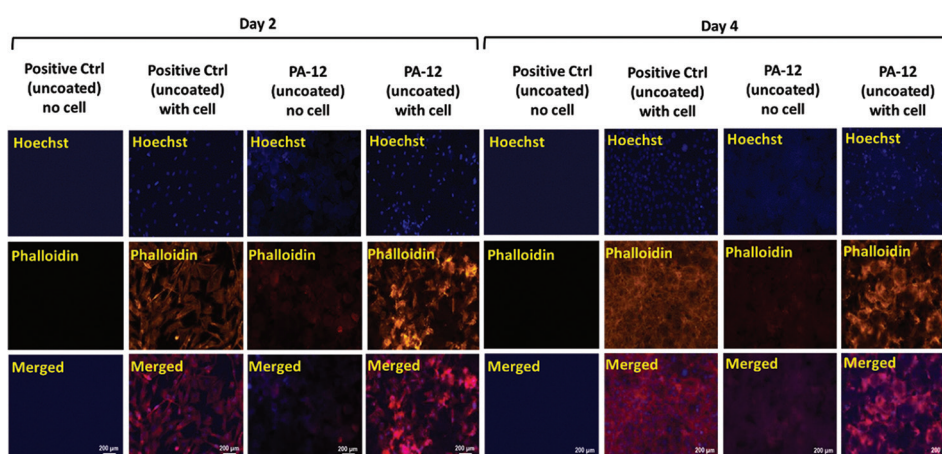 Day 2
Day 4
Positive Ctrl
(uncoated)
no cell
Positive Ctrl
(uncoated)
with cell
PA-12
(uncoated)
no cell
PA-12
(uncoated)
with cell
Positive Ctrl
(uncoated)
no cell
Positive Ctrl
(uncoated)
with cell
PA-12
(uncoated)
no cell
PA-12
(uncoated)
with cell
Hoechst
Hoechst
Hoechst
Hoechst
Hoechst
Hoechst
Hoechst
Hoechst
Phalloidin
Phalloidin
Phalloidin
Phalloidin
Phalloidin
Phalloidin
Phalloidin
Phalloidin
Merged
Merged
Merged
Merged
Merged
Merged
Merged
Merged
200 µm
200 µm
200 µm
200 µm
200 µm
200 µm
200 µm
200 µm